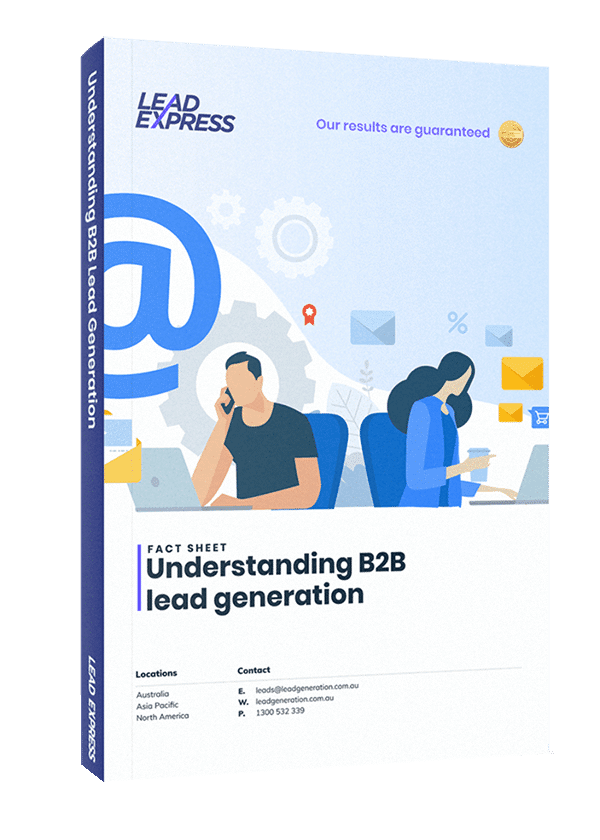 Understanding B2B Lead Generation
LEAD EXPRESS
LEAD
EXPRESS
Our results are guaranteed
@
%
FACT SHEET
Understanding B2B
lead generation
Locations
Australia
Asia Pacific
North America
Contact
E. leads@leadgeneration.com.au
W. leadgeneration.com.au
P. 1300 532 339